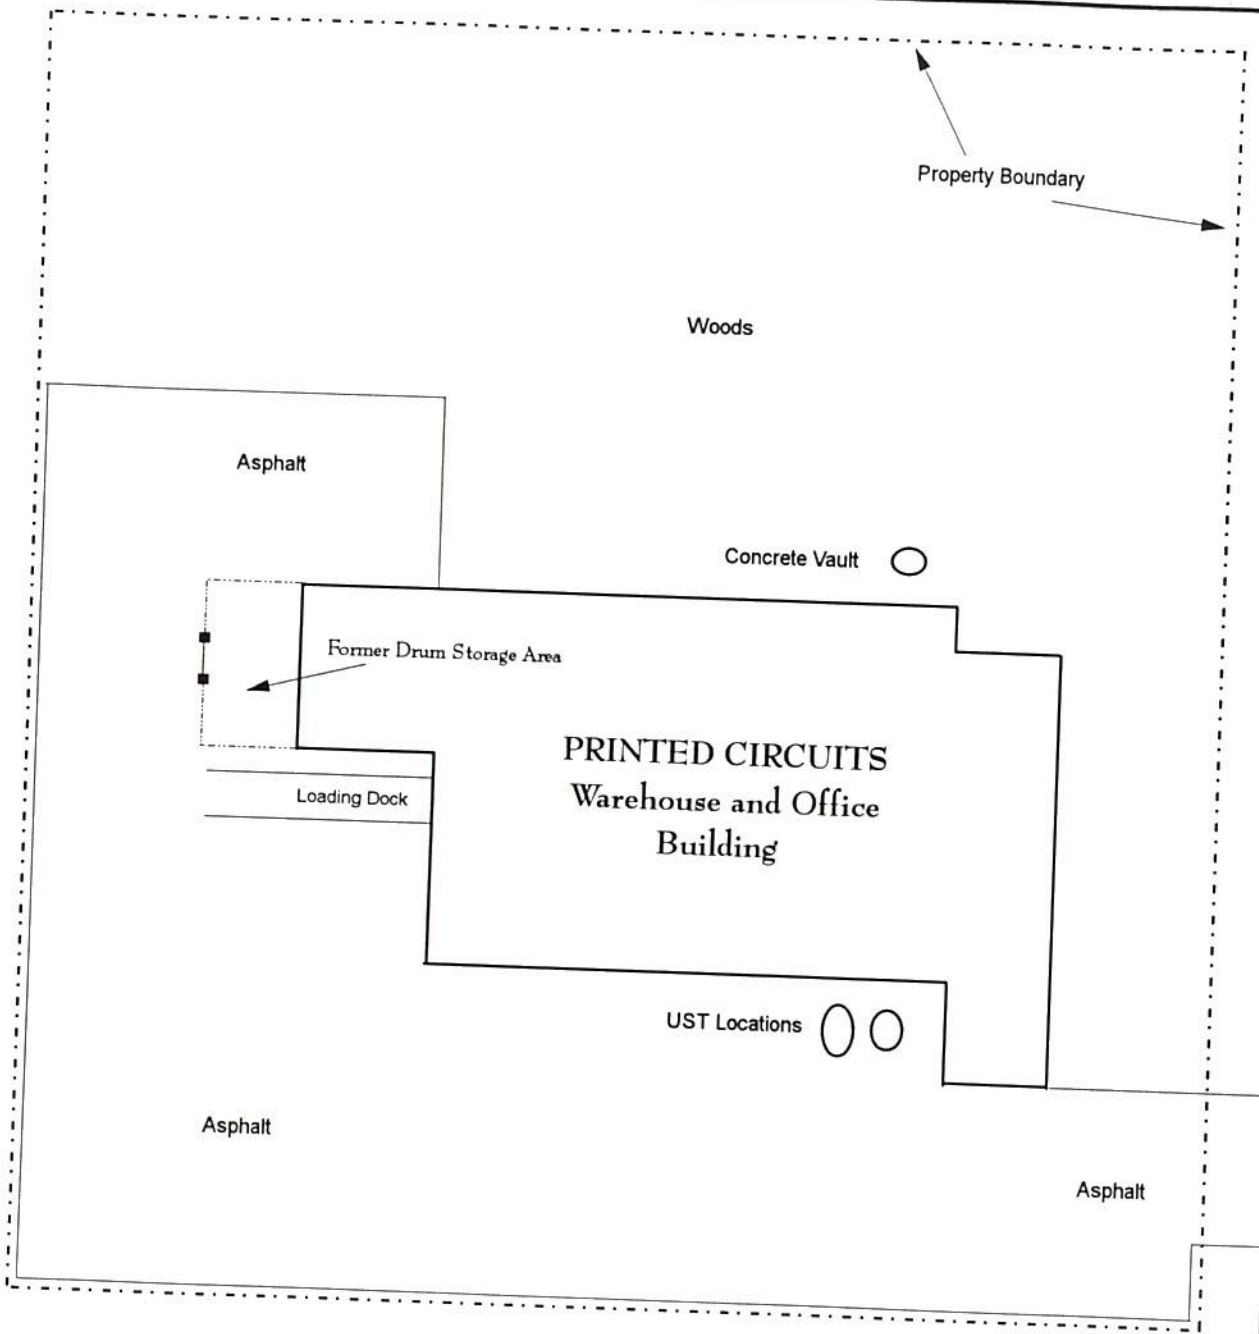 Property Boundary
Woods
Asphalt
Concrete Vault
Former Drum Storage Area
PRINTED CIRCUITS
Warehouse and Office
Building
Loading Dock
UST Locations
Asphalt
Asphalt